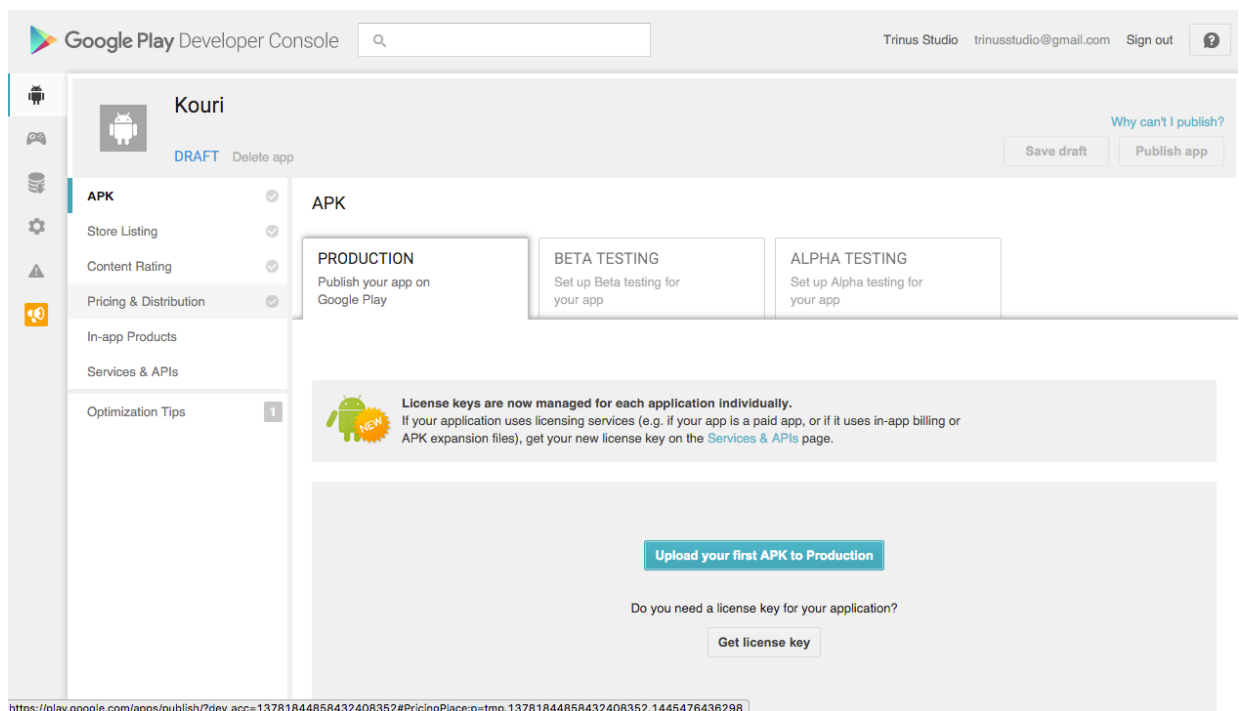 Google Play Developer Console
Trinus Studio trinusstudio@gmail.com Sign out
Kouri
Why can't I publish?
DRAFT Delete app
Save draft Publish app
APK
Store Listing
Content Rating
Pricing & Distribution
In-app Products
Services & APIs
Optimization Tips 1
APK
PRODUCTION
Publish your app on
Google Play
BETA TESTING
Set up Beta testing for
your app
ALPHA TESTING
Set up Alpha testing for
your app
NEW
License keys are now managed for each application individually.
If your application uses licensing services (e.g. if your app is a paid app, or if it uses in-app billing or
APK expansion files), get your new license key on the Services & APIs page.
Upload your first APK to Production
Do you need a license key for your application?
Get license key
https://play.google.com/apps/publish/?dev_acc=13781844858432408352#PricingPlace:p=tmp.13781844858432408352.1445476436298